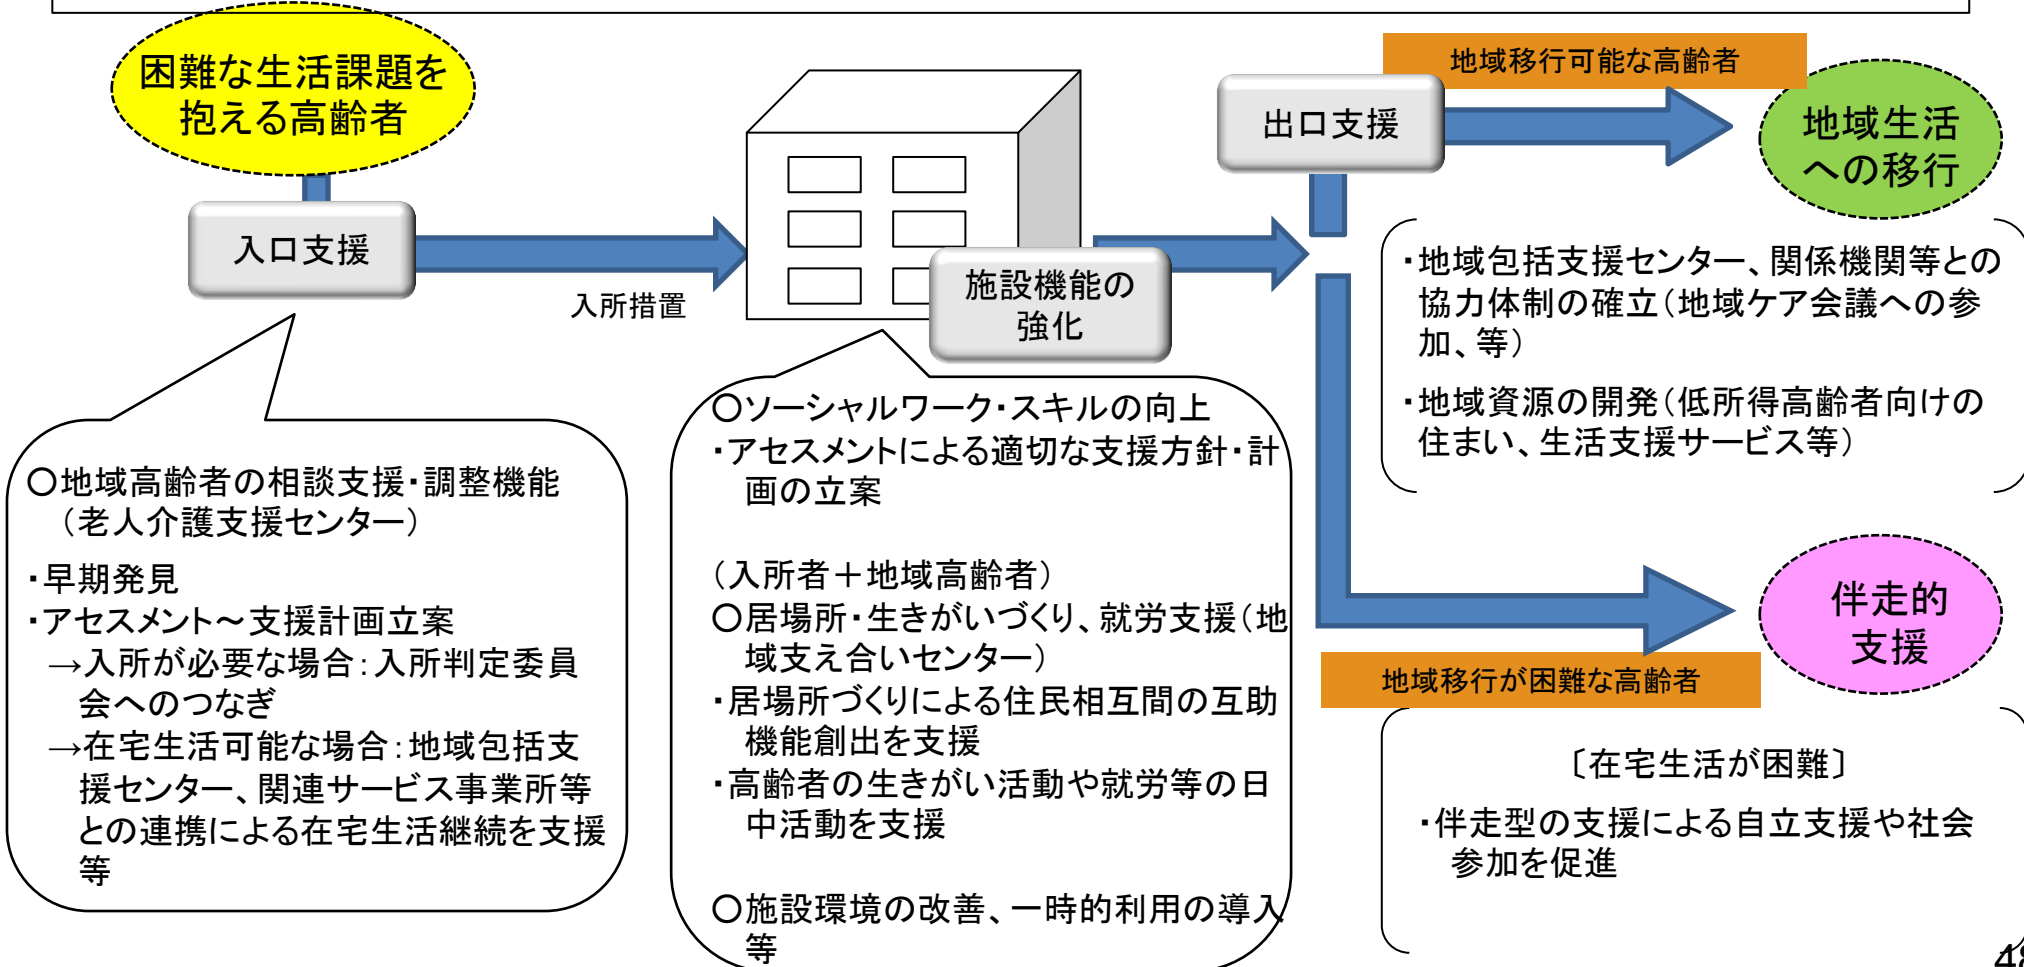 困難な生活課題を
抱える高齢者
入口支援
入所措置
施設機能の
強化
出口支援
地域移行可能な高齢者
地域生活
への移行
・地域包括支援センター、関係機関等との
協力体制の確立（地域ケア会議への参
加、等）
・地域資源の開発（低所得高齢者向けの
住まい、生活支援サービス等）
伴走的
支援
地域移行が困難な高齢者
〔在宅生活が困難〕
・伴走型の支援による自立支援や社会
参加を促進
○地域高齢者の相談支援・調整機能
（老人介護支援センター）
・早期発見
・アセスメント～支援計画立案
→入所が必要な場合：入所判定委員
会へのつなぎ
→在宅生活可能な場合：地域包括支
援センター、関連サービス事業所等
との連携による在宅生活継続を支援
等
○ソーシャルワーク・スキルの向上
・アセスメントによる適切な支援方針・計
画の立案
（入所者＋地域高齢者）
○居場所・生きがいづくり、就労支援（地
域支え合いセンター）
・居場所づくりによる住民相互間の互助
機能創出を支援
・高齢者の生きがい活動や就労等の日
中活動を支援
○施設環境の改善、一時的利用の導入
等